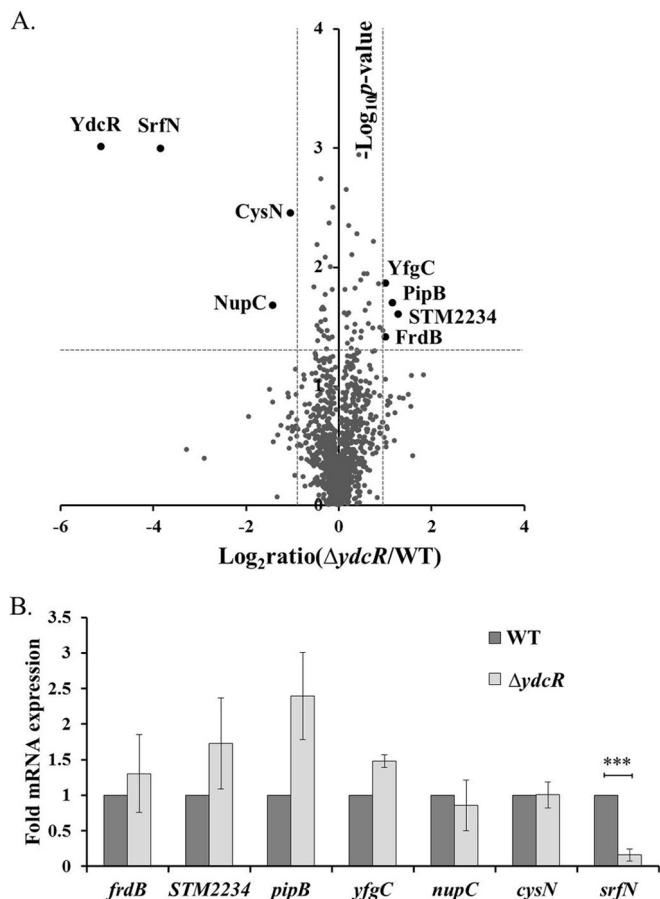 A.
-Log10p-value
4
YdcR SrfN
3
CysN
2
YfgC
PipB
NupC
STM2234
FrdB
1
0
-6 -4 -2 0 2 4
Log2ratio(ΔydcR/WT)
B.
Fold mRNA expression
3.5
3
2.5
2
1.5
1
0.5
0
WT
ΔydcR
***
frdB STM2234 pipB yfgC nupC cysN srfN